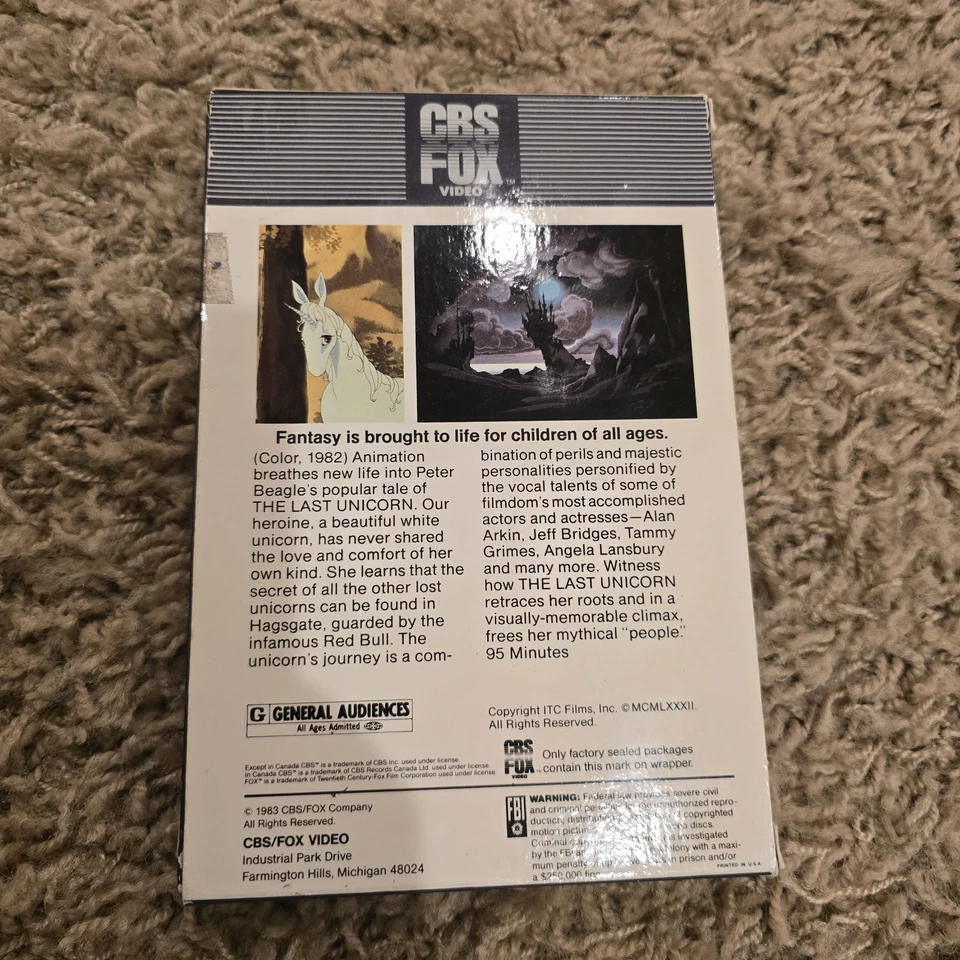 CBS
FOX
VIDEO™
Fantasy is brought to life for children of all ages.
(Color, 1982) Animation
breathes new life into Peter
Beagle's popular tale of
THE LAST UNICORN. Our
heroine, a beautiful white
unicorn, has never shared
the love and comfort of her
own kind. She learns that the
secret of all the other lost
unicorns can be found in
Hagsgate, guarded by the
infamous Red Bull. The
unicorn's journey is a com-
bination of perils and majestic
personalities personified by
the vocal talents of some of
filmdom's most accomplished
actors and actresses—Alan
Arkin, Jeff Bridges, Tammy
Grimes, Angela Lansbury
and many more. Witness
how THE LAST UNICORN
retraces her roots and in a
visually-memorable climax,
frees her mythical "people."
95 Minutes
G GENERAL AUDIENCES
All Ages Admitted
Copyright ITC Films, Inc. ©MCMLXXXII.
All Rights Reserved.
CBS
FOX™
VIDEO
Only factory sealed packages
contain this mark on wrapper.
Except in Canada CBS™ is a trademark of CBS Inc. used under license.
In Canada CBS™ is a trademark of CBS Records Canada Ltd. used under license.
FOX™ is a trademark of Twentieth Century-Fox Film Corporation used under license.
© 1983 CBS/FOX Company
All Rights Reserved.
CBS/FOX VIDEO
Industrial Park Drive
Farmington Hills, Michigan 48024
FBI
WARNING: Federal law provides severe civil
and criminal unauthorized repro-
duction, copyrighted
motion discs.
Criminal investigated
by the FBI felony with a maxi-
mum in prison and/or
a $250,000
PRINTED IN U.S.A.